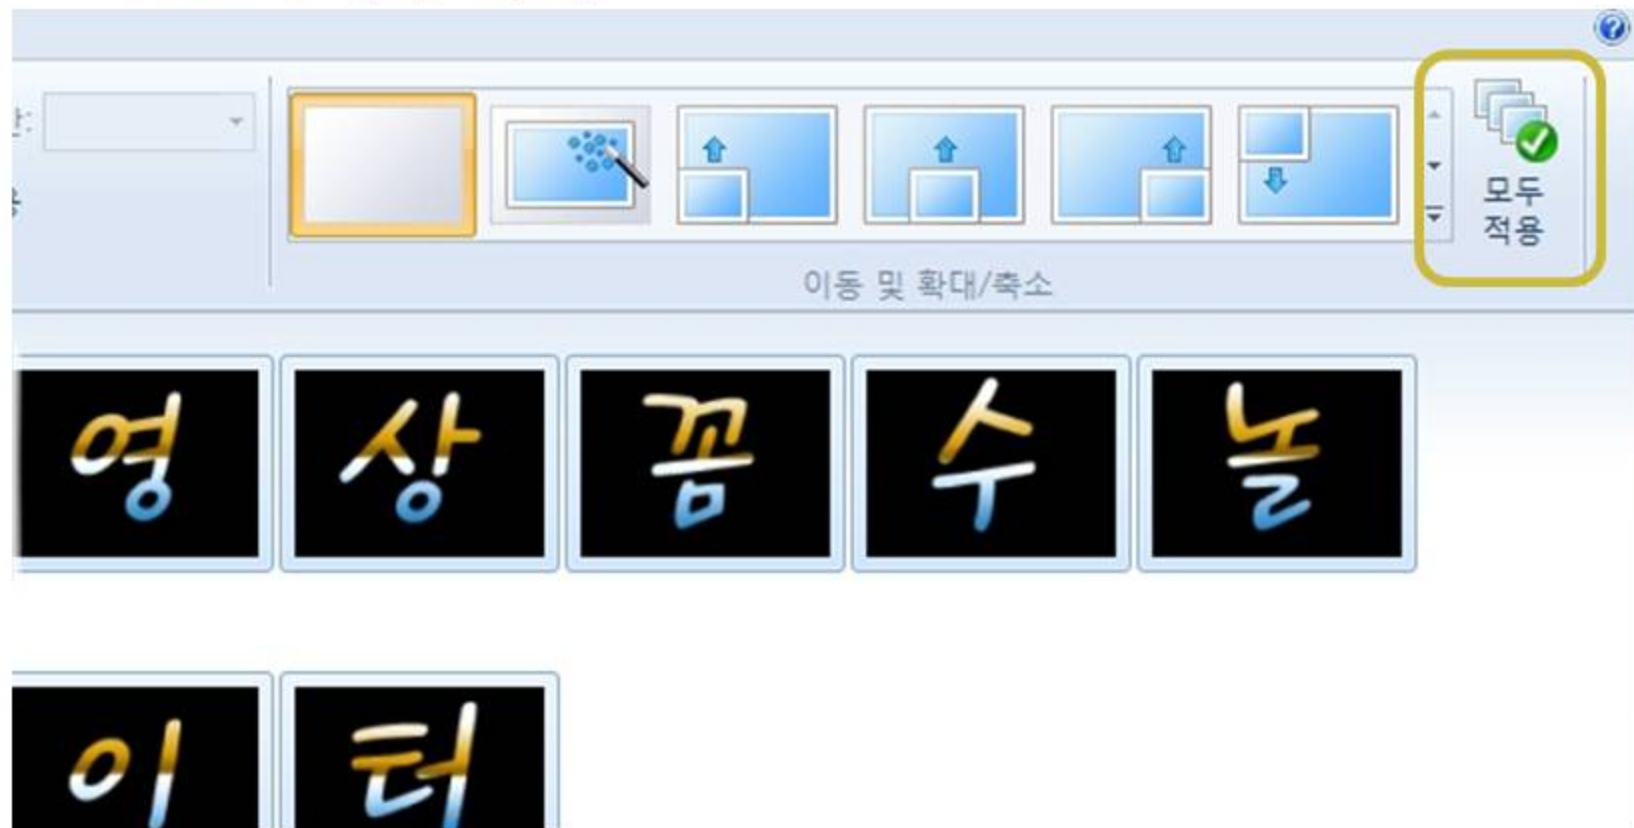 모두
적용
이동 및 확대/축소
영 상 꼼 수 놀
이 터